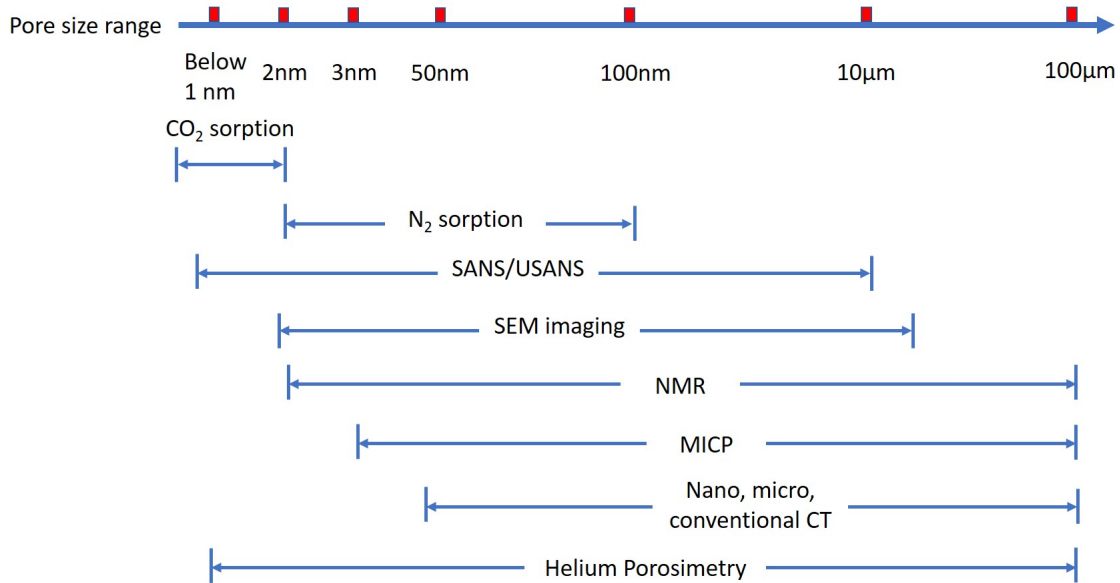 Pore size range
Below
1 nm
2nm
3nm
50nm
100nm
10μm
100μm
CO₂ sorption
N₂ sorption
SANS/USANS
SEM imaging
NMR
MICP
Nano, micro,
conventional CT
Helium Porosimetry